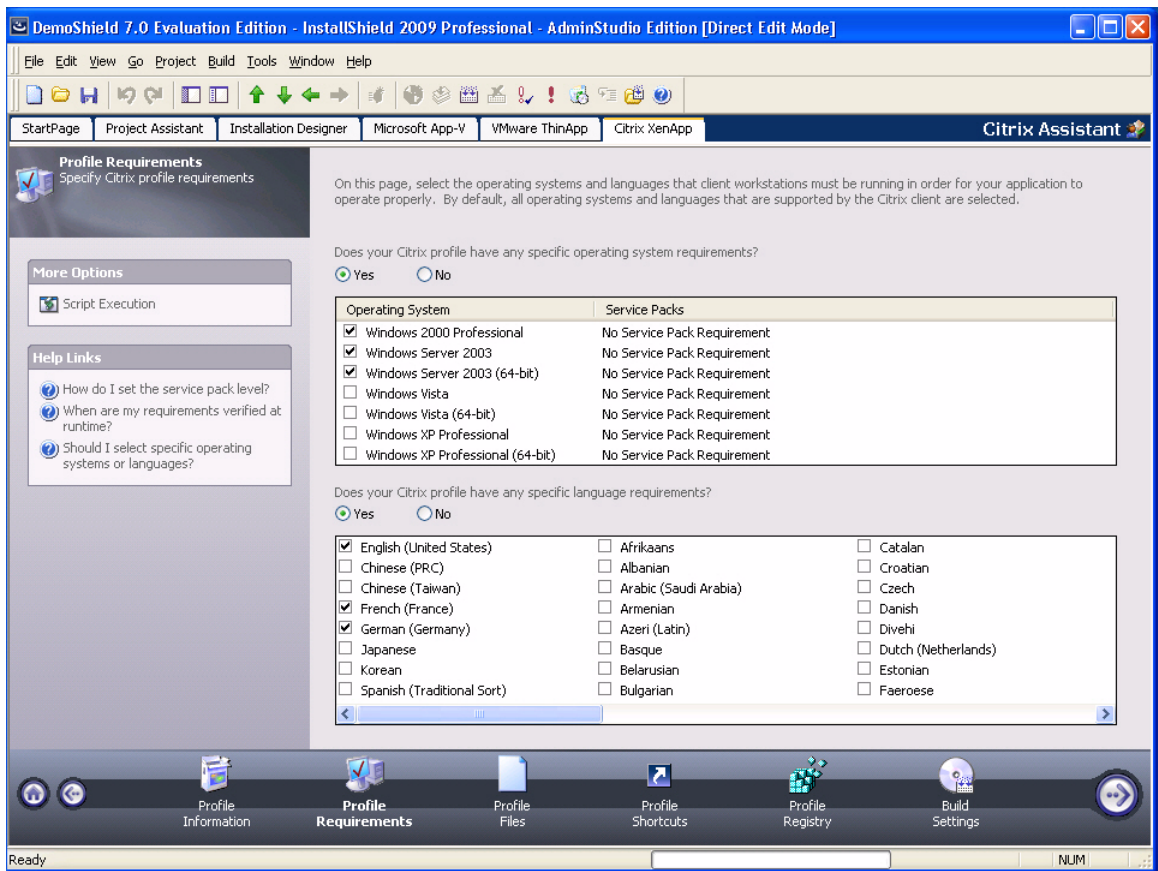 DemoShield 7.0 Evaluation Edition - InstallShield 2009 Professional - AdminStudio Edition [Direct Edit Mode]
File Edit View Go Project Build Tools Window Help
StartPage Project Assistant Installation Designer Microsoft App-V VMware ThinApp Citrix XenApp Citrix Assistant
Profile Requirements
Specify Citrix profile requirements
More Options
Script Execution
Help Links
How do I set the service pack level?
When are my requirements verified at
runtime?
Should I select specific operating
systems or languages?
On this page, select the operating systems and languages that client workstations must be running in order for your application to
operate properly. By default, all operating systems and languages that are supported by the Citrix client are selected.
Does your Citrix profile have any specific operating system requirements?
Yes No
Operating System Service Packs
Windows 2000 Professional No Service Pack Requirement
Windows Server 2003 No Service Pack Requirement
Windows Server 2003 (64-bit) No Service Pack Requirement
Windows Vista No Service Pack Requirement
Windows Vista (64-bit) No Service Pack Requirement
Windows XP Professional No Service Pack Requirement
Windows XP Professional (64-bit) No Service Pack Requirement
Does your Citrix profile have any specific language requirements?
Yes No
English (United States) Afrikaans Catalan
Chinese (PRC) Albanian Croatian
Chinese (Taiwan) Arabic (Saudi Arabia) Czech
French (France) Armenian Danish
German (Germany) Azeri (Latin) Divehi
Japanese Basque Dutch (Netherlands)
Korean Belarusian Estonian
Spanish (Traditional Sort) Bulgarian Faeroese
Profile
Information
Profile
Requirements
Profile
Files
Profile
Shortcuts
Profile
Registry
Build
Settings
Ready NUM